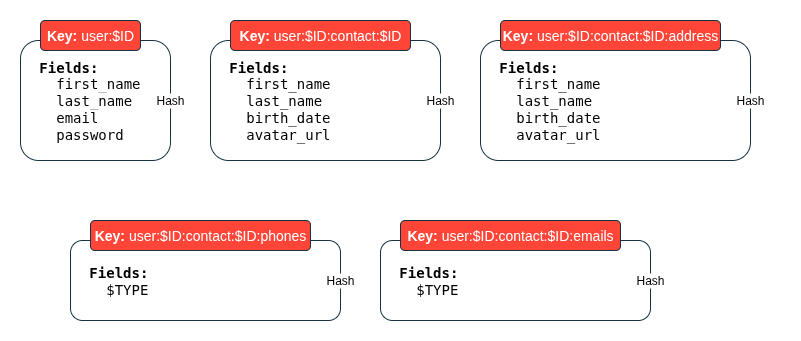 Key: user:$ID
Fields:
first_name
last_name
email
password
Hash
Key: user:$ID:contact:$ID
Fields:
first_name
last_name
birth_date
avatar_url
Hash
Key: user:$ID:contact:$ID:address
Fields:
first_name
last_name
birth_date
avatar_url
Hash
Key: user:$ID:contact:$ID:phones
Fields:
$TYPE
Hash
Key: user:$ID:contact:$ID:emails
Fields:
$TYPE
Hash